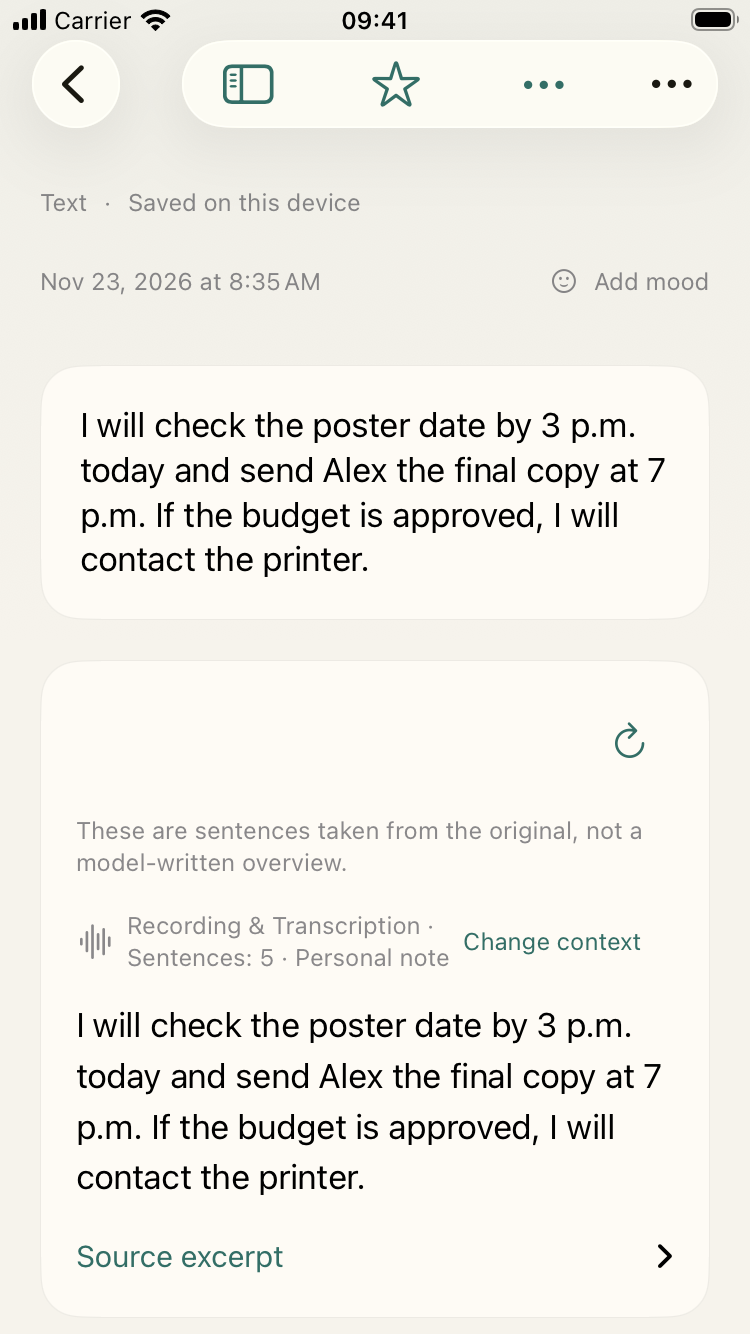 Carrier 09:41
Text · Saved on this device
Nov 23, 2026 at 8:35 AM Add mood
I will check the poster date by 3 p.m.
today and send Alex the final copy at 7
p.m. If the budget is approved, I will
contact the printer.
These are sentences taken from the original, not a
model-written overview.
Recording & Transcription ·
Sentences: 5 · Personal note
Change context
I will check the poster date by 3 p.m.
today and send Alex the final copy at 7
p.m. If the budget is approved, I will
contact the printer.
Source excerpt